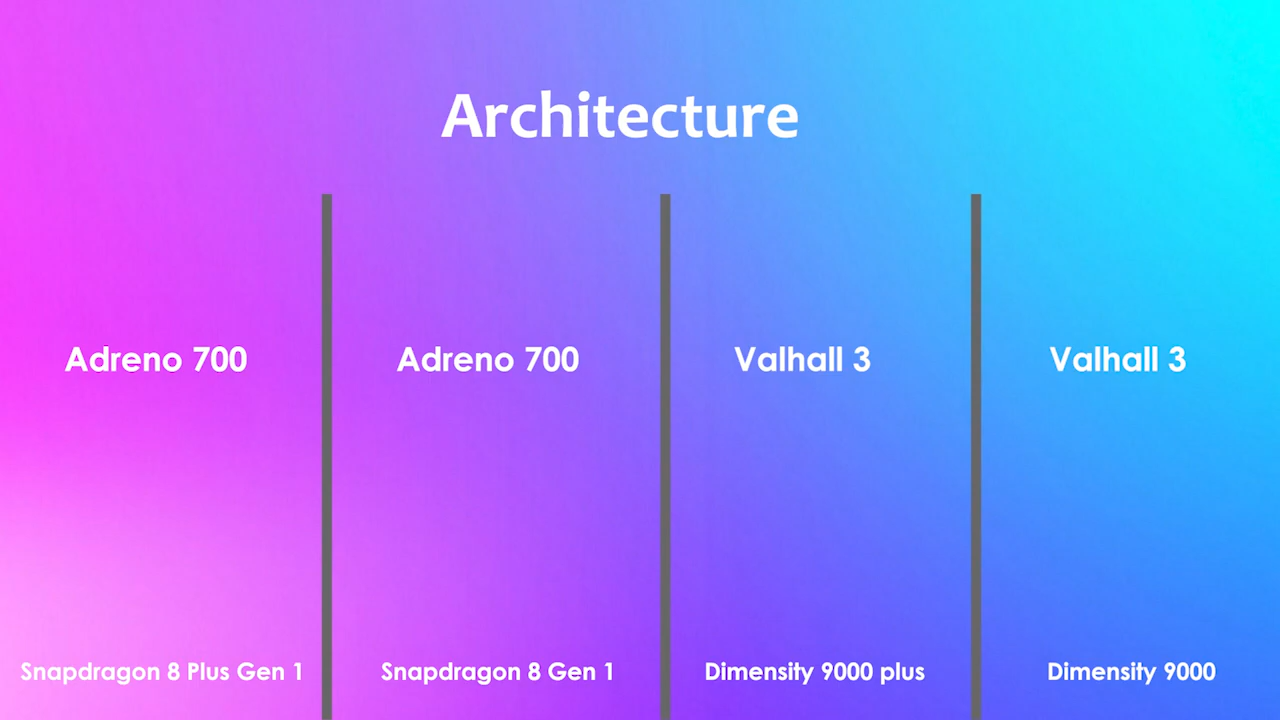 Architecture
Adreno 700
Adreno 700
Valhall 3
Valhall 3
Snapdragon 8 Plus Gen 1
Snapdragon 8 Gen 1
Dimensity 9000 plus
Dimensity 9000